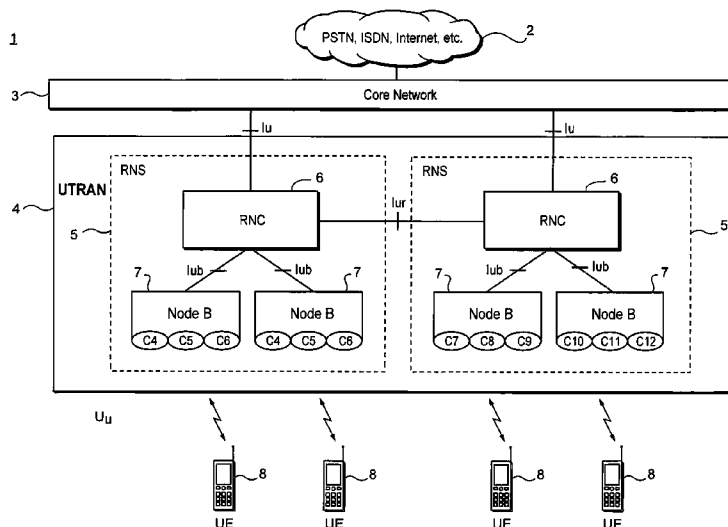 1
PSTN, ISDN, Internet, etc.
2
3
Core Network
Iu
Iu
UTRAN
4
RNS
6
RNC
5
Iur
RNS
6
RNC
5
Iub
Iub
7
Node B
C4 C5 C6
7
Node B
C4 C5 C6
Iub
Iub
7
Node B
C7 C8 C9
7
Node B
C10 C11 C12
Uu
8
8
8
8
UE
UE
UE
UE